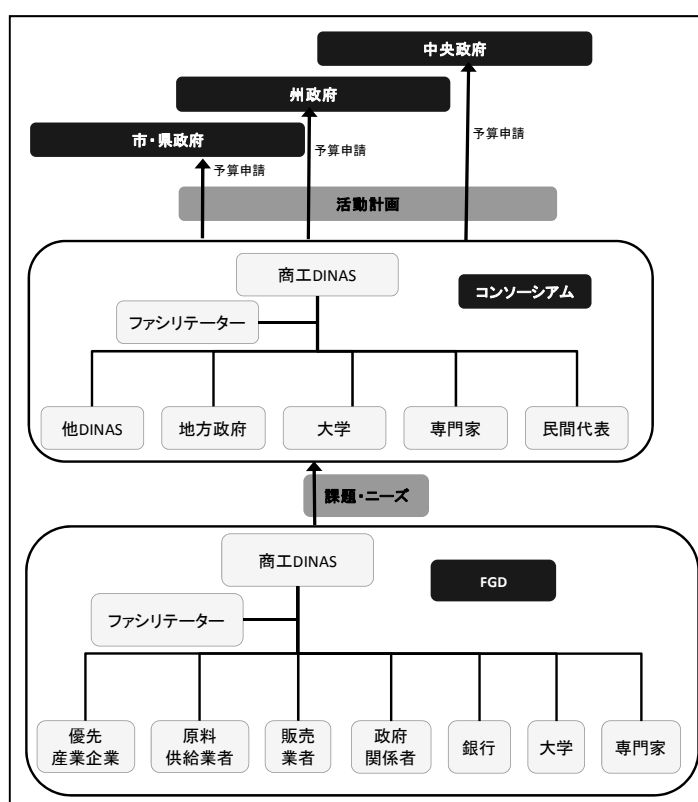 中央政府
州政府
市・県政府
予算申請
予算申請
予算申請
活動計画
商工DINAS
コンソーシアム
ファシリテーター
他DINAS
地方政府
大学
専門家
民間代表
課題・ニーズ
商工DINAS
FGD
ファシリテーター
優先
産業企業
原料
供給業者
販売
業者
政府
関係者
銀行
大学
専門家